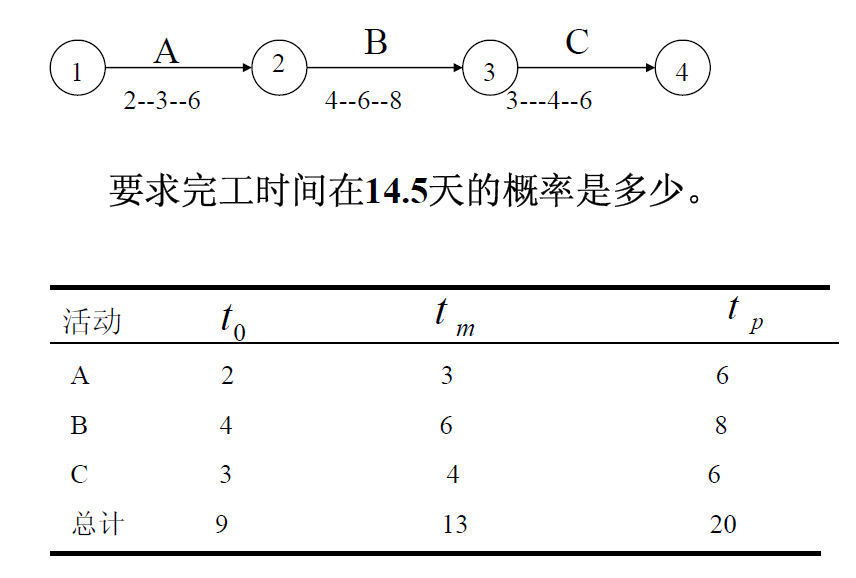 A B C
1 2 3 4
2--3--6 4--6--8 3---4--6
要求完工时间在14.5天的概率是多少。
活动 t0 tm tp
A 2 3 6
B 4 6 8
C 3 4 6
总计 9 13 20